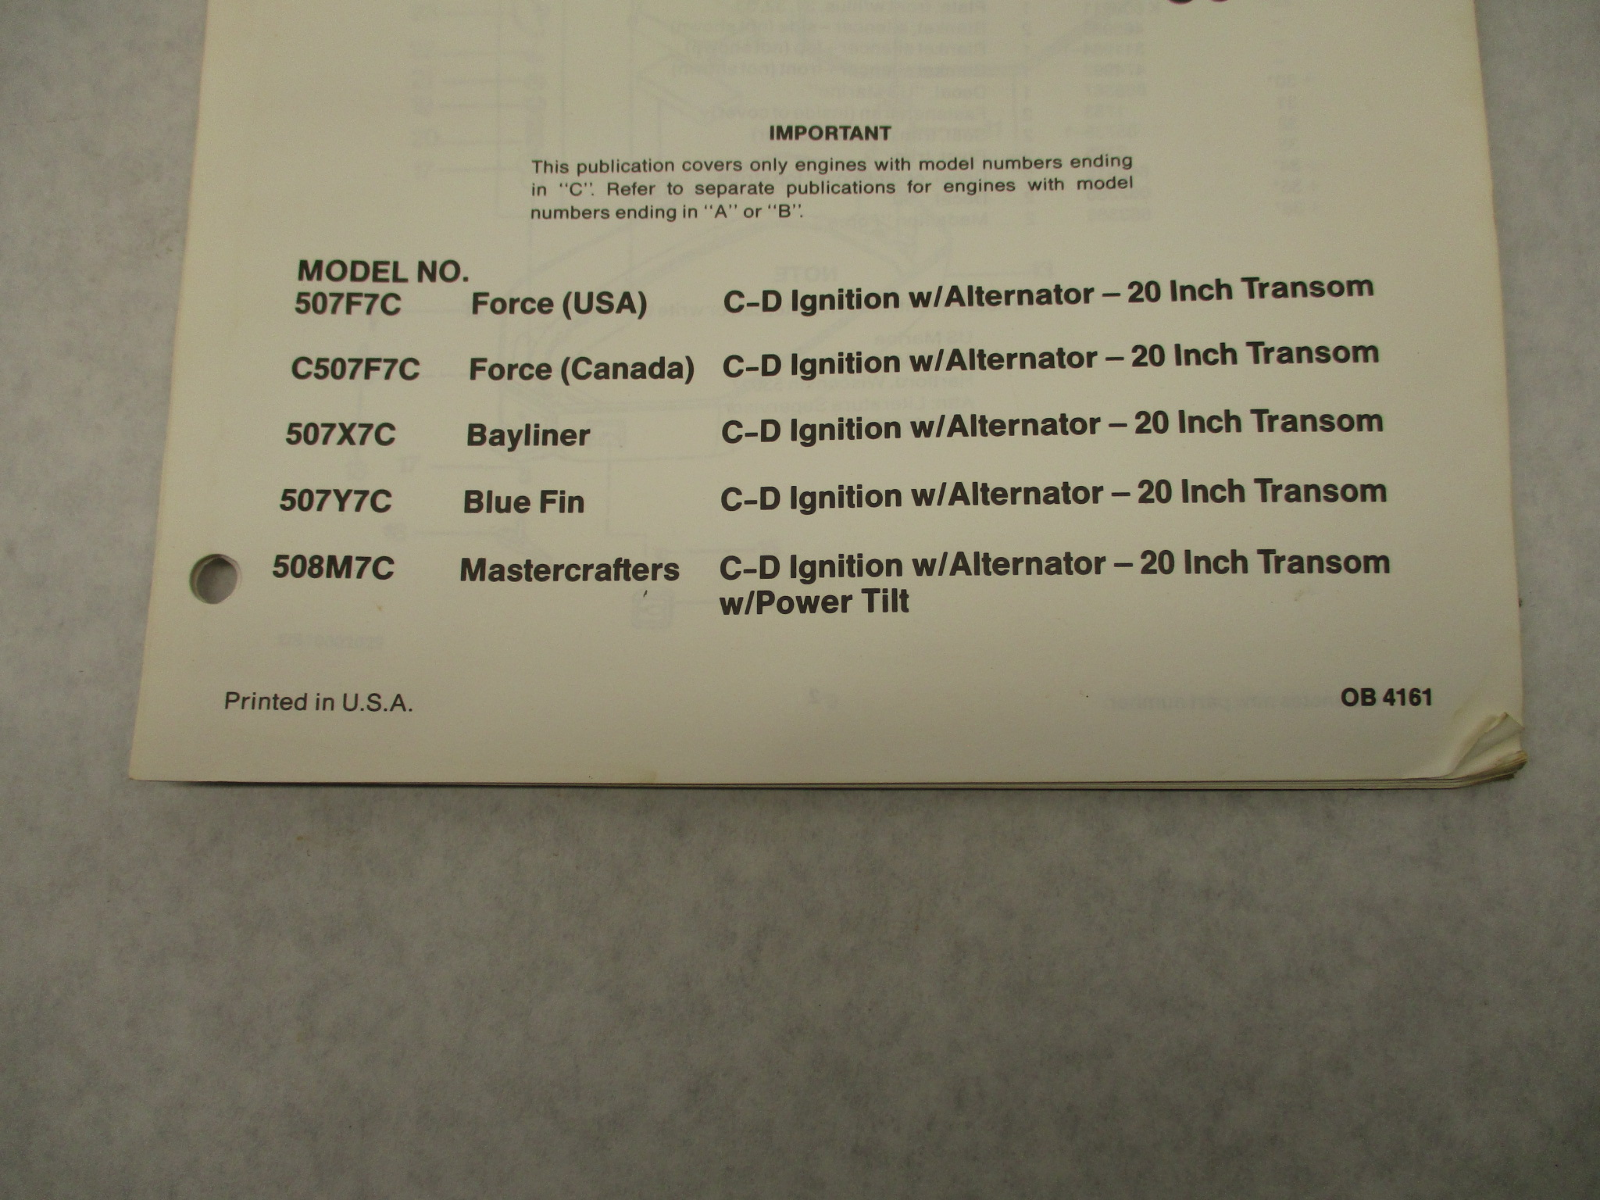 IMPORTANT
This publication covers only engines with model numbers ending
in "C". Refer to separate publications for engines with model
numbers ending in "A" or "B".
MODEL NO.
507F7C Force (USA) C-D Ignition w/Alternator – 20 Inch Transom
C507F7C Force (Canada) C-D Ignition w/Alternator – 20 Inch Transom
507X7C Bayliner C-D Ignition w/Alternator – 20 Inch Transom
507Y7C Blue Fin C-D Ignition w/Alternator – 20 Inch Transom
508M7C Mastercrafters C-D Ignition w/Alternator – 20 Inch Transom
w/Power Tilt
Printed in U.S.A. OB 4161